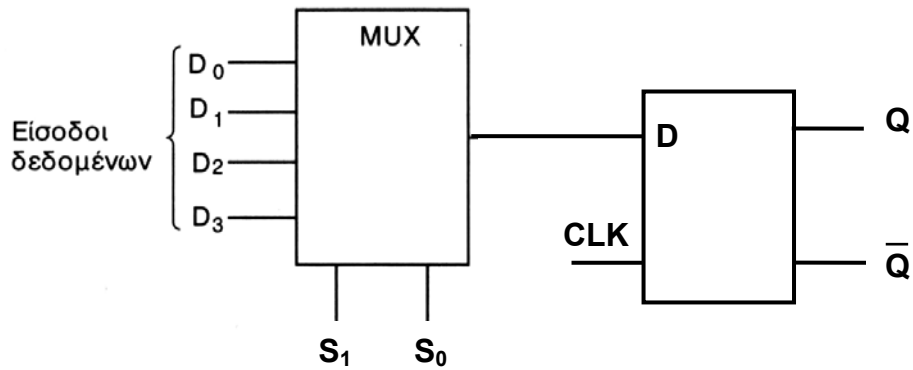 MUX
D₀
D₁
D₂
D₃
Είσοδοι
δεδομένων
S₁
S₀
D
CLK
Q
Q̅